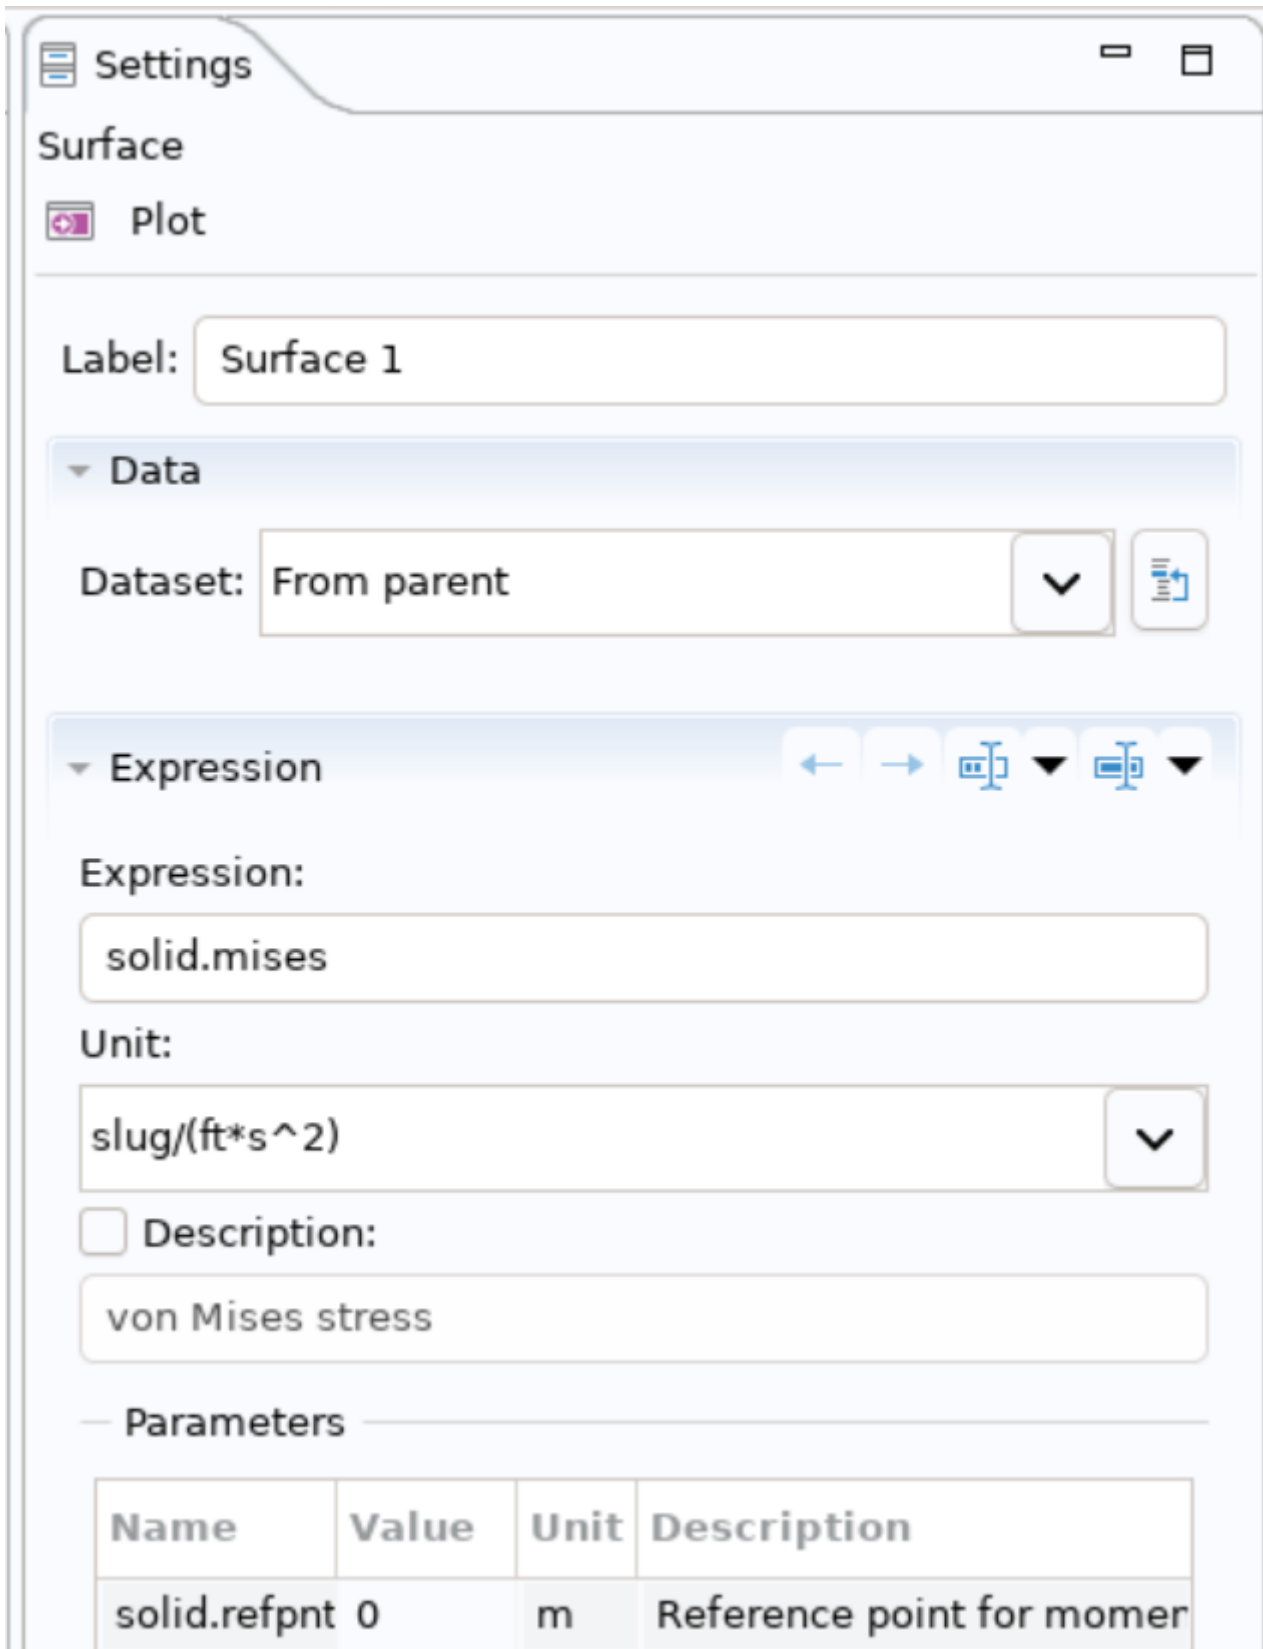 Settings
Surface
Plot
Label: Surface 1
Data
Dataset: From parent
Expression
Expression:
solid.mises
Unit:
slug/(ft*s^2)
Description:
von Mises stress
Parameters
Name Value Unit Description
solid.refpnt 0 m Reference point for momer